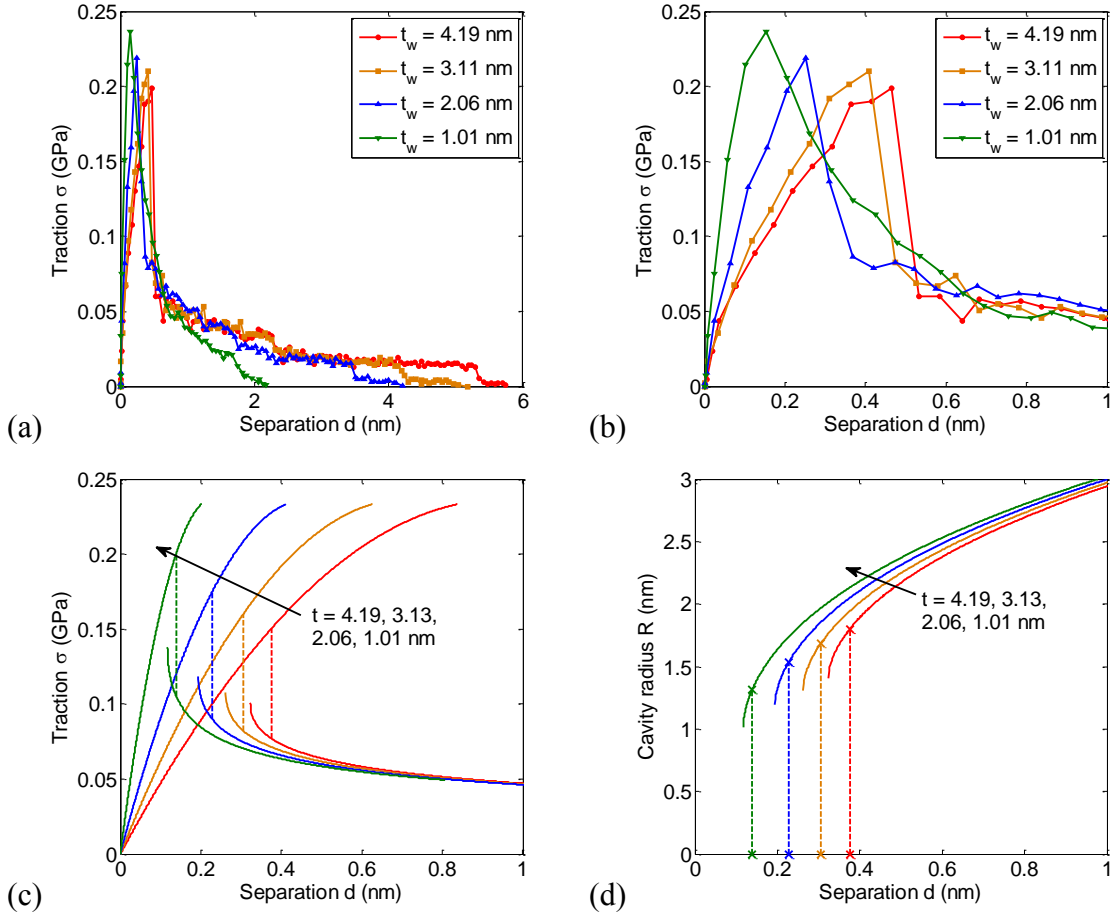 0.25
0.2
0.15
0.1
0.05
0
0
2
4
6
Traction σ (GPa)
Separation d (nm)
t_w = 4.19 nm
t_w = 3.11 nm
t_w = 2.06 nm
t_w = 1.01 nm
(a)
0.25
0.2
0.15
0.1
0.05
0
0
0.2
0.4
0.6
0.8
1
Traction σ (GPa)
Separation d (nm)
t_w = 4.19 nm
t_w = 3.11 nm
t_w = 2.06 nm
t_w = 1.01 nm
(b)
0.25
0.2
0.15
0.1
0.05
0
0
0.2
0.4
0.6
0.8
1
Traction σ (GPa)
Separation d (nm)
t = 4.19, 3.13,
2.06, 1.01 nm
(c)
3
2.5
2
1.5
1
0.5
0
0
0.2
0.4
0.6
0.8
1
Cavity radius R (nm)
Separation d (nm)
t = 4.19, 3.13,
2.06, 1.01 nm
(d)